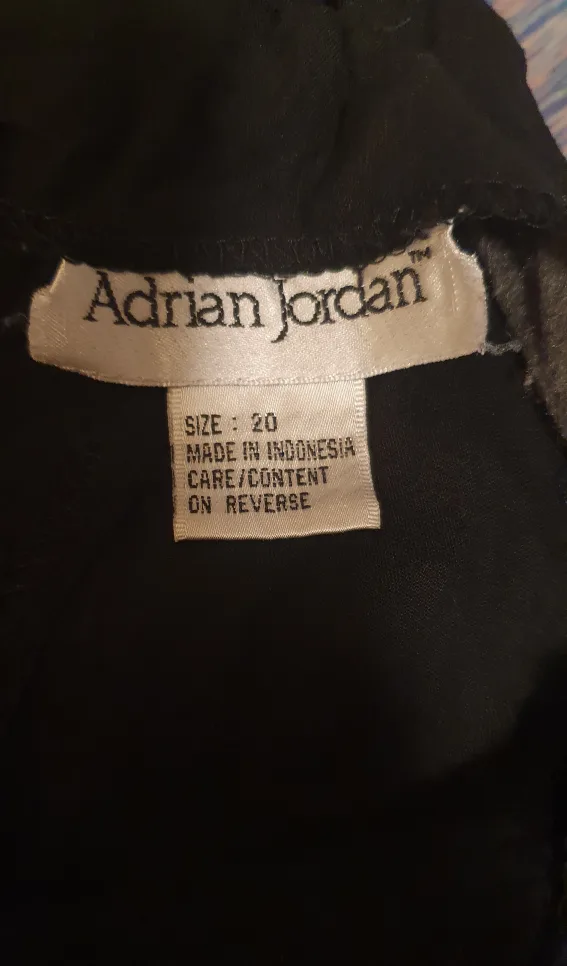 Adrian Jordan™
SIZE : 20
MADE IN INDONESIA
CARE/CONTENT
ON REVERSE